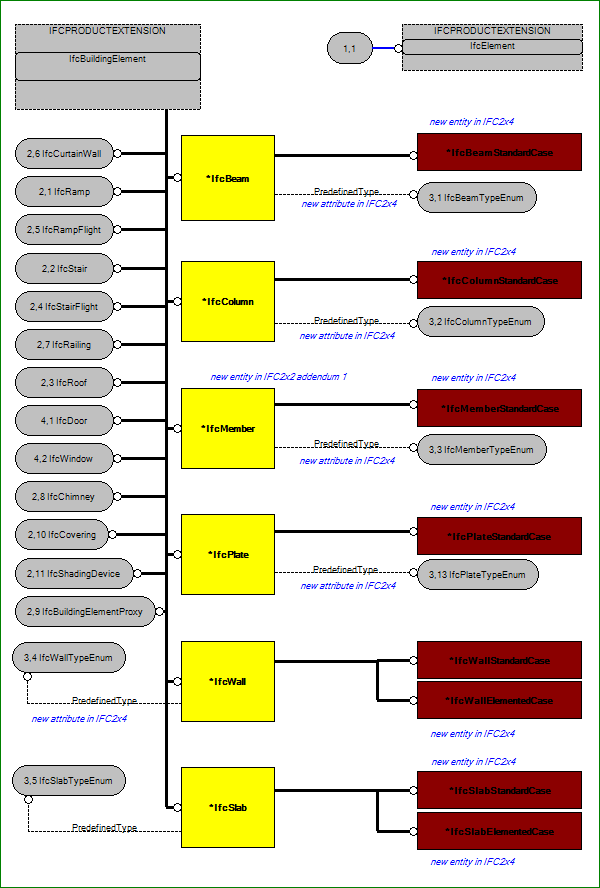 IFCPRODUCTEXTENSION
IfcBuildingElement
1,1
IFCPRODUCTEXTENSION
IfcElement
2,6 IfcCurtainWall
2,1 IfcRamp
2,5 IfcRampFlight
2,2 IfcStair
2,4 IfcStairFlight
2,7 IfcRailing
2,3 IfcRoof
4,1 IfcDoor
4,2 IfcWindow
2,8 IfcChimney
2,10 IfcCovering
2,11 IfcShadingDevice
2,9 IfcBuildingElementProxy
new entity in IFC2x4
*IfcBeam
*IfcBeamStandardCase
PredefinedType
new attribute in IFC2x4
3,1 IfcBeamTypeEnum
new entity in IFC2x4
*IfcColumn
*IfcColumnStandardCase
PredefinedType
new attribute in IFC2x4
3,2 IfcColumnTypeEnum
new entity in IFC2x2 addendum 1
new entity in IFC2x4
*IfcMember
*IfcMemberStandardCase
PredefinedType
new attribute in IFC2x4
3,3 IfcMemberTypeEnum
new entity in IFC2x4
*IfcPlate
*IfcPlateStandardCase
PredefinedType
new attribute in IFC2x4
3,13 IfcPlateTypeEnum
3,4 IfcWallTypeEnum
PredefinedType
new attribute in IFC2x4
*IfcWall
*IfcWallStandardCase
*IfcWallElementedCase
new entity in IFC2x4
new entity in IFC2x4
3,5 IfcSlabTypeEnum
PredefinedType
*IfcSlab
*IfcSlabStandardCase
*IfcSlabElementedCase
new entity in IFC2x4